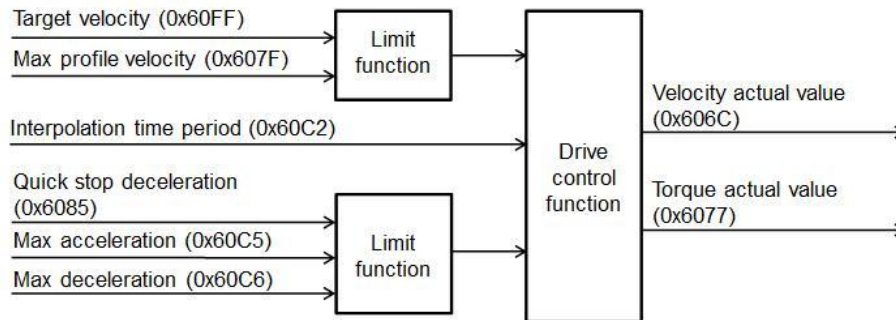 Target velocity (0x60FF)
Max profile velocity (0x607F)
Limit
function
Interpolation time period (0x60C2)
Quick stop deceleration
(0x6085)
Max acceleration (0x60C5)
Max deceleration (0x60C6)
Limit
function
Drive
control
function
Velocity actual value
(0x606C)
Torque actual value
(0x6077)